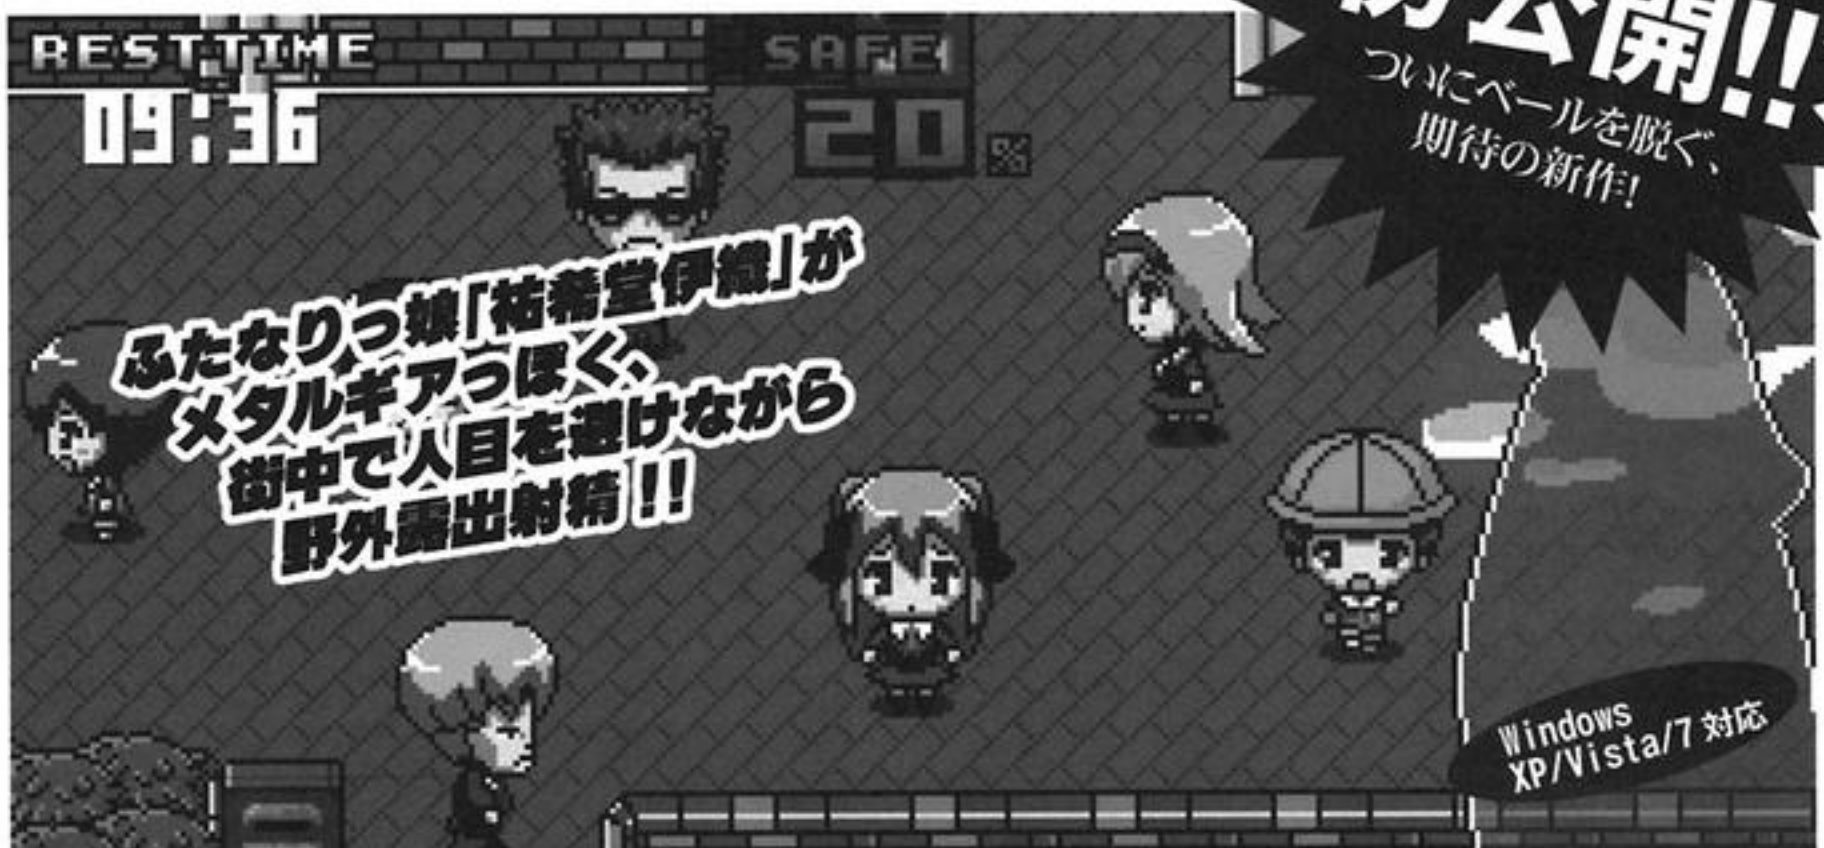 RESTTIME
09:36
SAFE
20%
初公開!!
ついにベールを脱ぐ、
期待の新作!
ふたなりっ娘「祐希堂伊織」が
メタルギアっぽく、
街中で人目を避けながら
野外露出射精!!
Windows
XP/Vista/7 対応